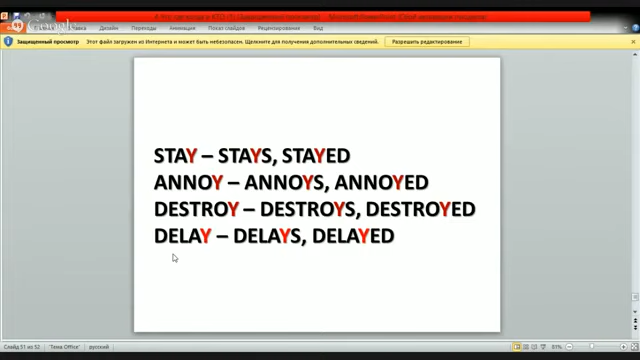 Google
Дизайн Переходы Анимация Показ слайдов Рецензирование Вид
Защищенный просмотр Этот файл загружен из Интернета и может быть небезопасен. Щелкните для получения дополнительных сведений. Разрешить редактирование
STAY – STAYS, STAYED
ANNOY – ANNOYS, ANNOYED
DESTROY – DESTROYS, DESTROYED
DELAY – DELAYS, DELAYED
Слайд 51 из 52 "Тема Office" русский 81%